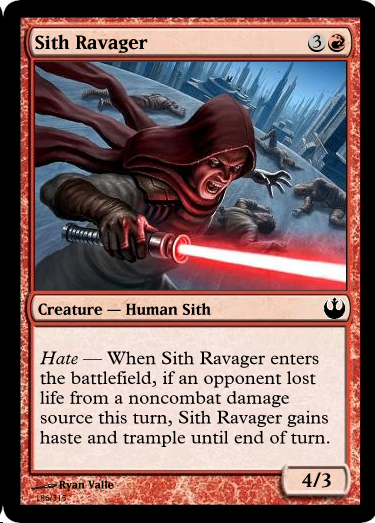 Sith Ravager 3
Creature — Human Sith
Hate — When Sith Ravager enters
the battlefield, if an opponent lost
life from a noncombat damage
source this turn, Sith Ravager gains
haste and trample until end of turn.
Ryan Valle
4/3